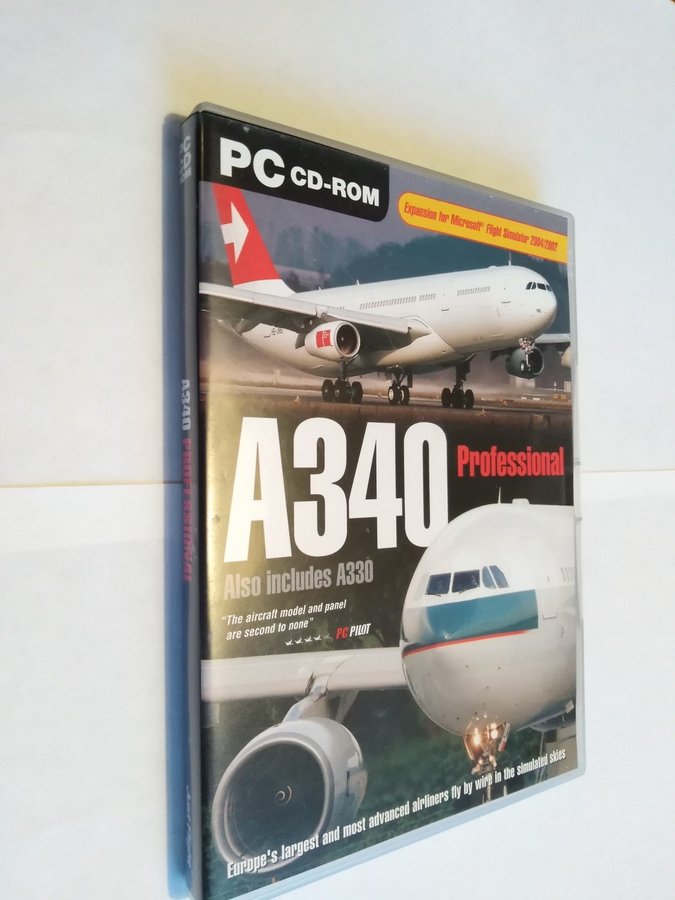 PC CD-ROM
Expansion for Microsoft® Flight Simulator 2004/2002
A340
Professional
Also includes A330
"The aircraft model and panel
are second to none"
PC PILOT
Europe's largest and most advanced airliners fly by wire in the simulated skies
A340 PROFESSIONAL